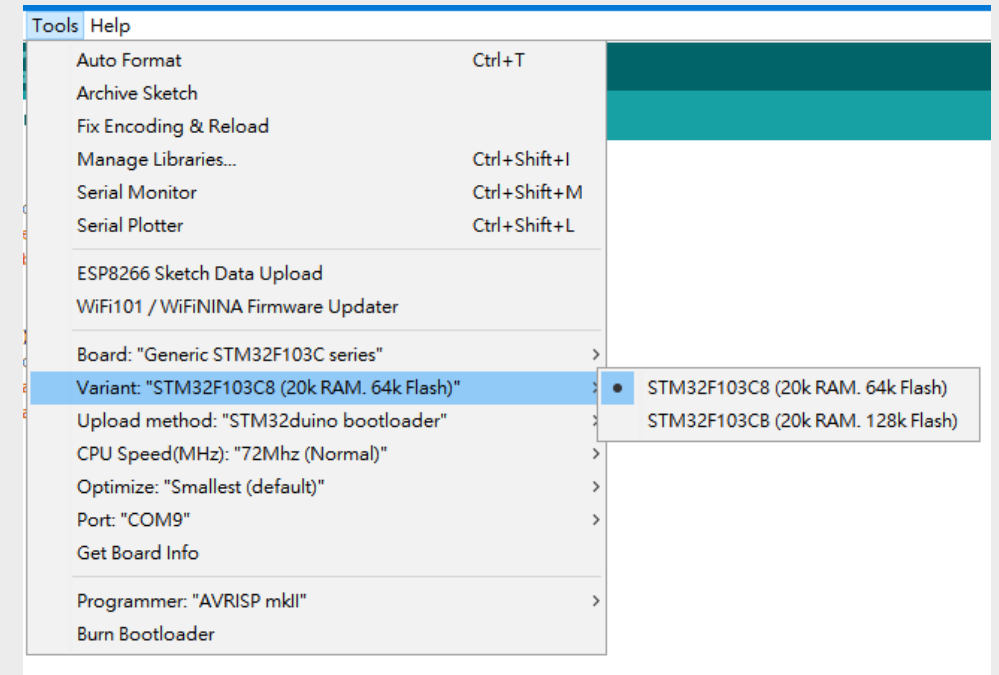 Tools Help
Auto Format Ctrl+T
Archive Sketch
Fix Encoding & Reload
Manage Libraries... Ctrl+Shift+I
Serial Monitor Ctrl+Shift+M
Serial Plotter Ctrl+Shift+L
ESP8266 Sketch Data Upload
WiFi101 / WiFiNINA Firmware Updater
Board: "Generic STM32F103C series"
Variant: "STM32F103C8 (20k RAM. 64k Flash)"
STM32F103C8 (20k RAM. 64k Flash)
Upload method: "STM32duino bootloader"
STM32F103CB (20k RAM. 128k Flash)
CPU Speed(MHz): "72Mhz (Normal)"
Optimize: "Smallest (default)"
Port: "COM9"
Get Board Info
Programmer: "AVRISP mkII"
Burn Bootloader